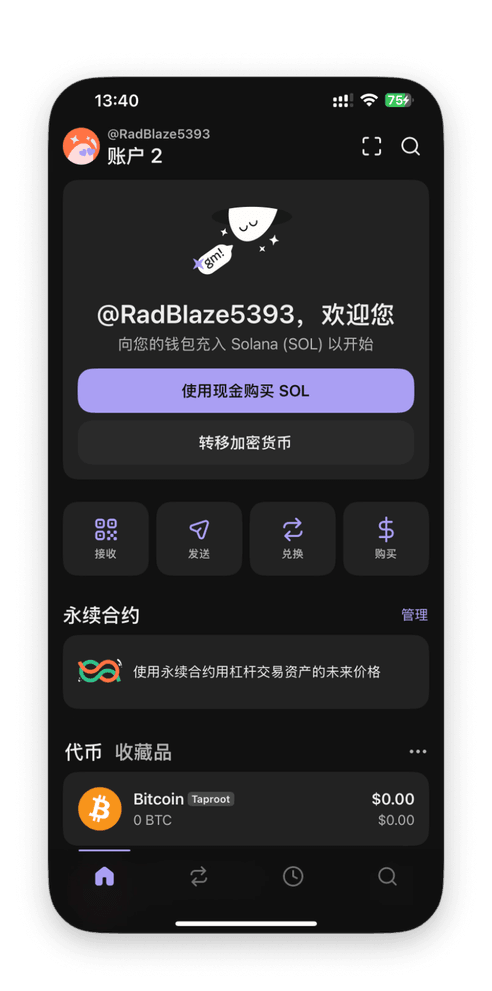 13:40
75
@RadBlaze5393
账户 2
gm!
@RadBlaze5393，欢迎您
向您的钱包充入 Solana (SOL) 以开始
使用现金购买 SOL
转移加密货币
接收
发送
兑换
购买
永续合约
管理
使用永续合约用杠杆交易资产的未来价格
代币 收藏品
Bitcoin Taproot
$0.00
0 BTC
$0.00